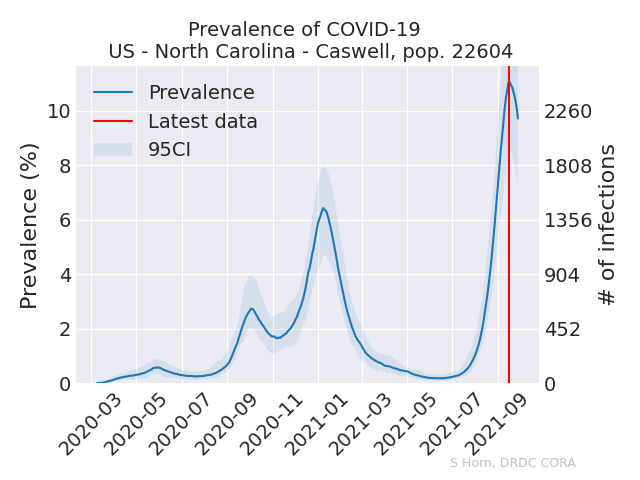 Prevalence of COVID-19
US - North Carolina - Caswell, pop. 22604
Prevalence
Latest data
95CI
Prevalence (%)
10
8
6
4
2
0
# of infections
2260
1808
1356
904
452
0
2020-03
2020-05
2020-07
2020-09
2020-11
2021-01
2021-03
2021-05
2021-07
2021-09
S Horn, DRDC CORA